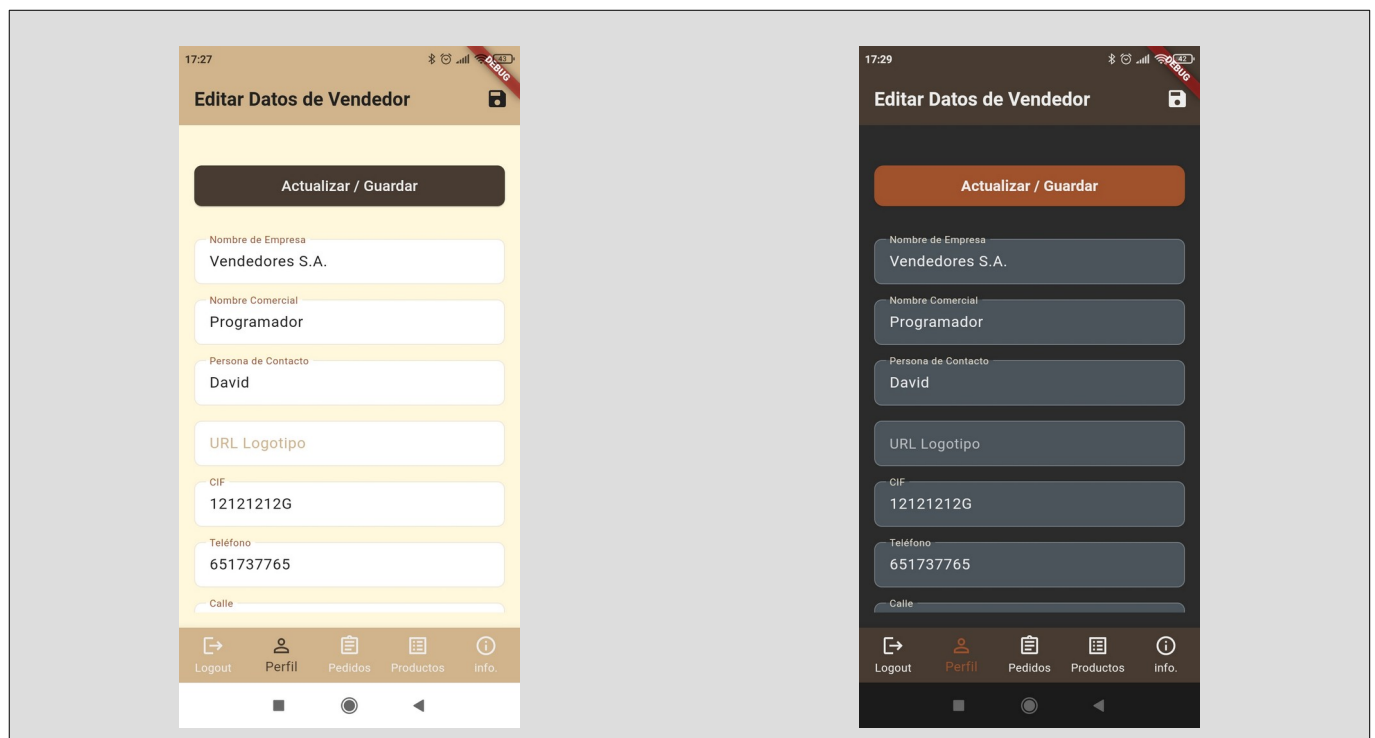 17:27
43
DEBUG
Editar Datos de Vendedor
Actualizar / Guardar
Nombre de Empresa
Vendedores S.A.
Nombre Comercial
Programador
Persona de Contacto
David
URL Logotipo
CIF
12121212G
Teléfono
651737765
Calle
Logout Perfil Pedidos Productos info.
17:29
42
DEBUG
Editar Datos de Vendedor
Actualizar / Guardar
Nombre de Empresa
Vendedores S.A.
Nombre Comercial
Programador
Persona de Contacto
David
URL Logotipo
CIF
12121212G
Teléfono
651737765
Calle
Logout Perfil Pedidos Productos info.